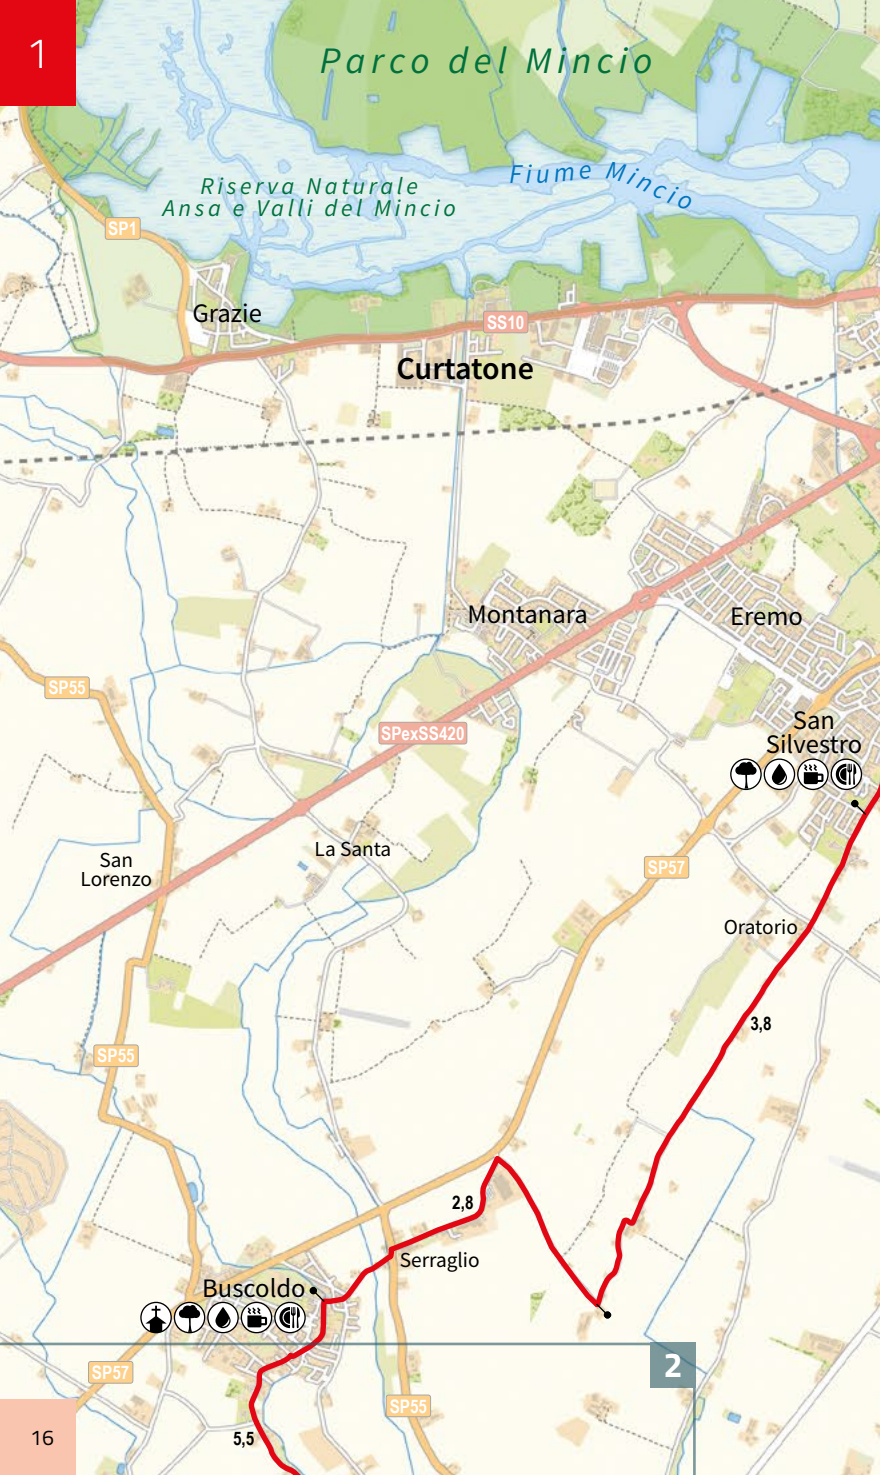 1
Parco del Mincio
Fiume Mincio
Riserva Naturale
Ansa e Valli del Mincio
SP1
Grazie
SS10
Curtatone
Montanara
Eremo
SP55
San
Silvestro
SPexSS420
La Santa
San
Lorenzo
SP57
Oratorio
3,8
SP55
2,8
Serraglio
Buscoldo
2
SP57
SP55
16
5,5